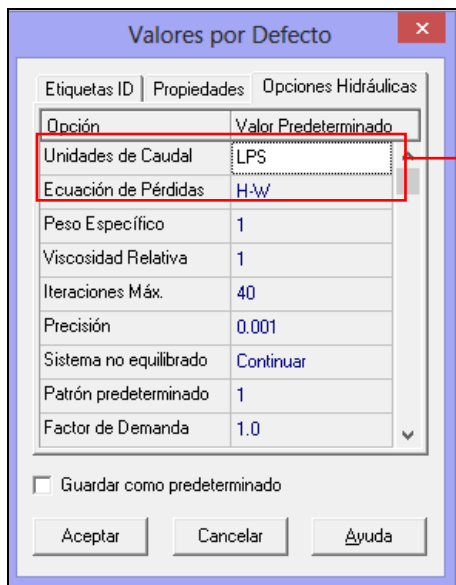 Valores por Defecto
Etiquetas ID Propiedades Opciones Hidráulicas
Opción Valor Predeterminado
Unidades de Caudal LPS
Ecuación de Pérdidas H-W
Peso Específico 1
Viscosidad Relativa 1
Iteraciones Máx. 40
Precisión 0.001
Sistema no equilibrado Continuar
Patrón predeterminado 1
Factor de Demanda 1.0
Guardar como predeterminado
Aceptar Cancelar Ayuda